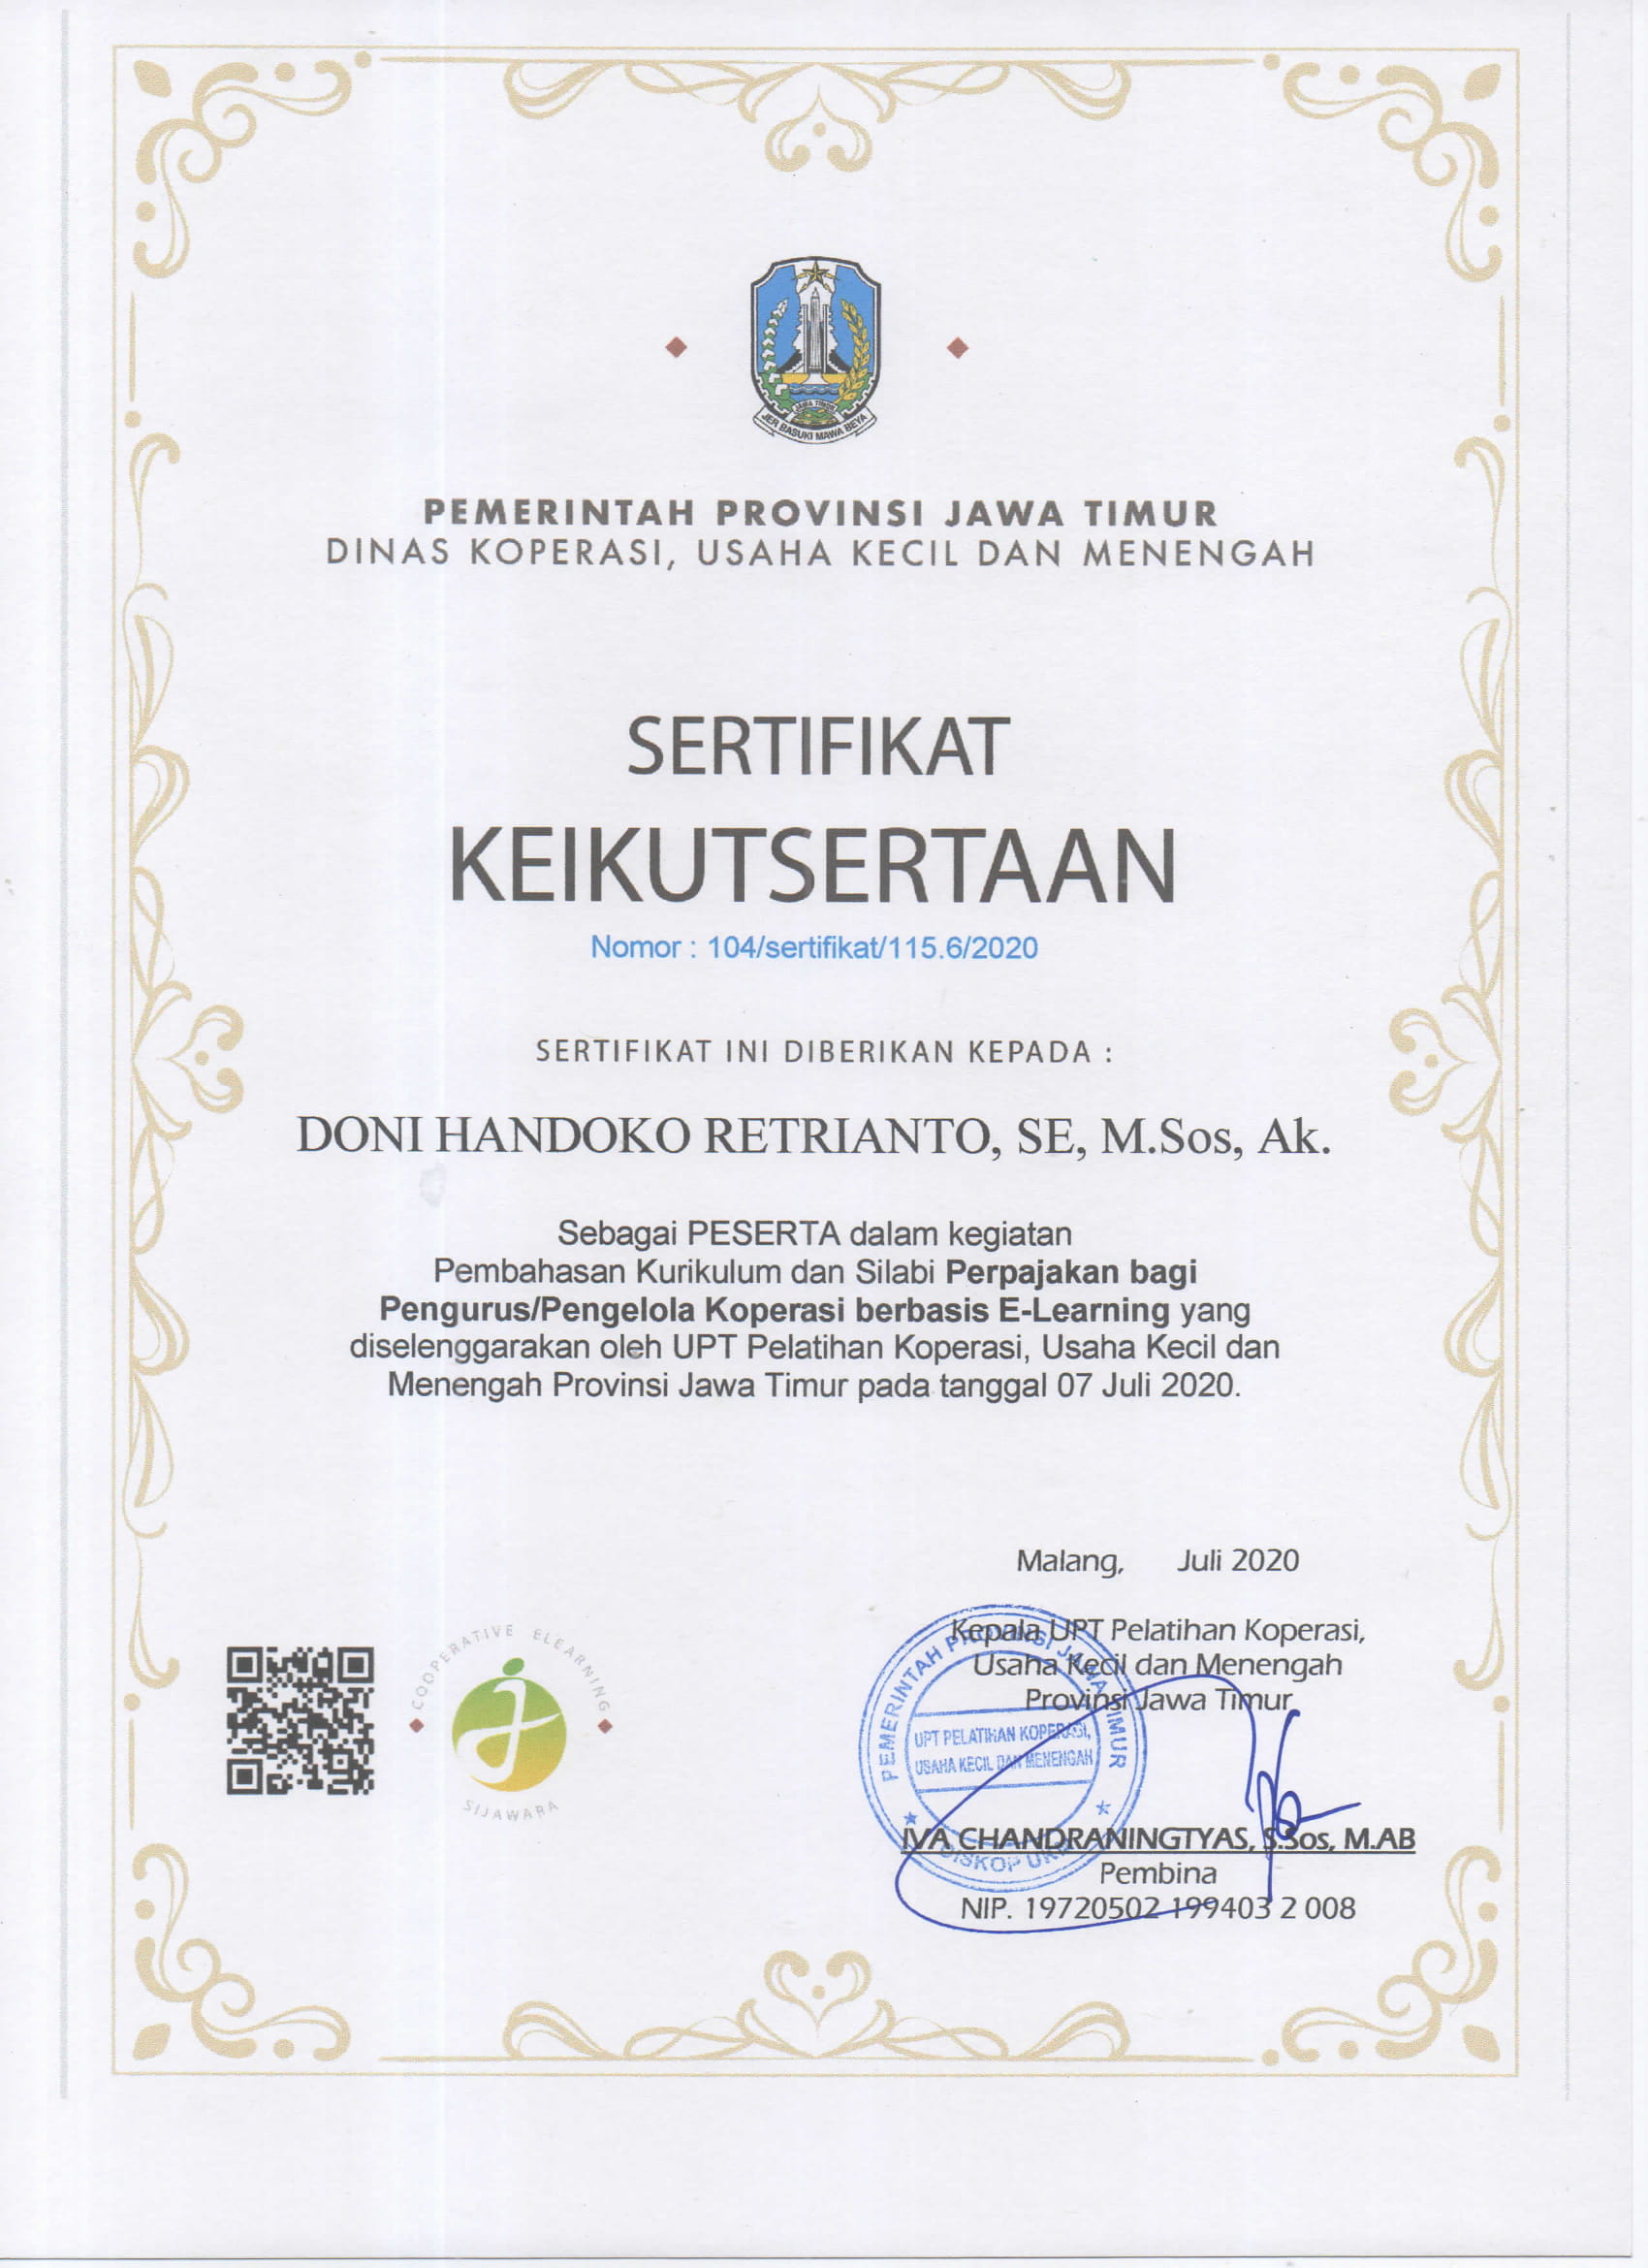 JAWA TIMUR
JER BASUKI MAWA BEYA
PEMERINTAH PROVINSI JAWA TIMUR
DINAS KOPERASI, USAHA KECIL DAN MENENGAH
SERTIFIKAT
KEIKUTSERTAAN
Nomor : 104/sertifikat/115.6/2020
SERTIFIKAT INI DIBERIKAN KEPADA :
DONI HANDOKO RETRIANTO, SE, M.Sos, Ak.
Sebagai PESERTA dalam kegiatan
Pembahasan Kurikulum dan Silabi Perpajakan bagi
Pengurus/Pengelola Koperasi berbasis E-Learning yang
diselenggarakan oleh UPT Pelatihan Koperasi, Usaha Kecil dan
Menengah Provinsi Jawa Timur pada tanggal 07 Juli 2020.
Malang, Juli 2020
Kepala UPT Pelatihan Koperasi,
Usaha Kecil dan Menengah
Provinsi Jawa Timur
COOPERATIVE ELEARNING
SIJAWARA
PEMERINTAH PROVINSI JAWA TIMUR
UPT PELATIHAN KOPERASI,
USAHA KECIL DAN MENENGAH
DISKOP UKM
IVA CHANDRANINGTYAS, S.Sos, M.AB
Pembina
NIP. 19720502 199403 2 008